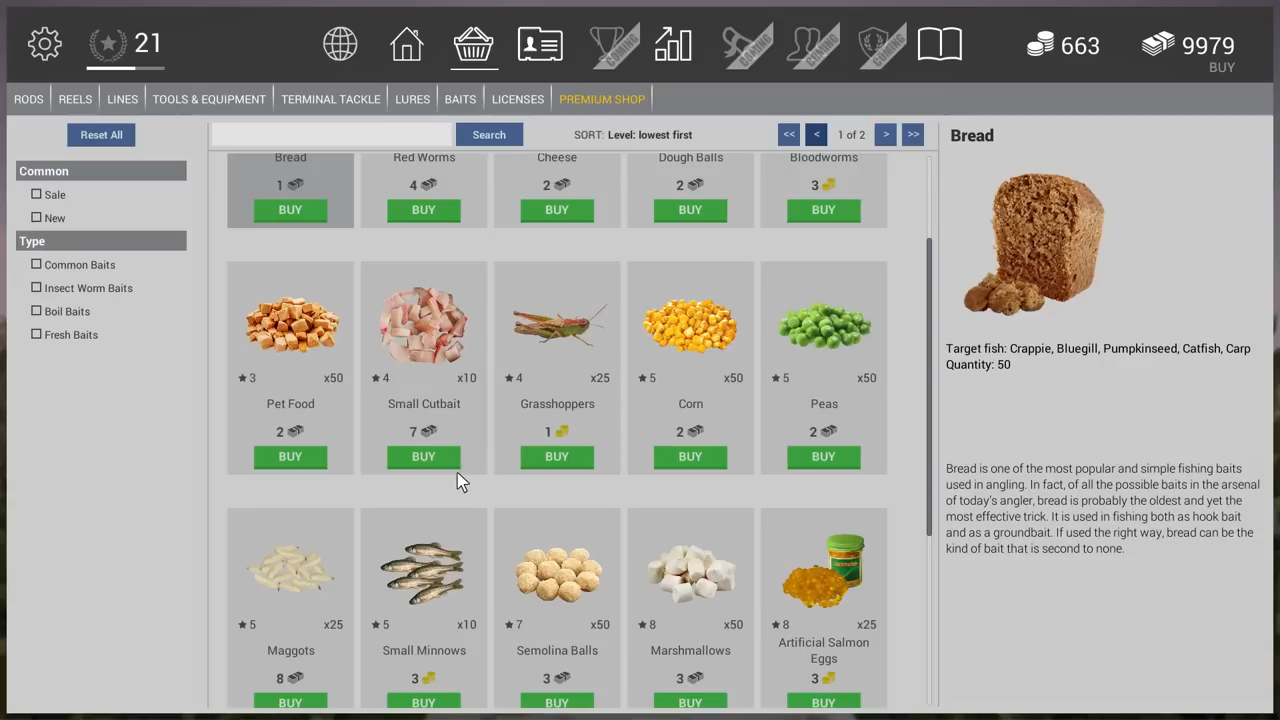 21
COMING
COMING
COMING
COMING
663
9979
BUY
RODS REELS LINES TOOLS & EQUIPMENT TERMINAL TACKLE LURES BAITS LICENSES PREMIUM SHOP
Reset All
Search
SORT: Level: lowest first
<< < 1 of 2 > >>
Common
Sale
New
Type
Common Baits
Insect Worm Baits
Boil Baits
Fresh Baits
Bread Red Worms Cheese Dough Balls Bloodworms
1 4 2 2 3
BUY BUY BUY BUY BUY
3 x50 4 x10 4 x25 5 x50 5 x50
Pet Food Small Cutbait Grasshoppers Corn Peas
2 7 1 2 2
BUY BUY BUY BUY BUY
5 x25 5 x10 7 x50 8 x50 8 x25
Maggots Small Minnows Semolina Balls Marshmallows Artificial Salmon
Eggs
8 3 3 3 3
BUY BUY BUY BUY BUY
Bread
Target fish: Crappie, Bluegill, Pumpkinseed, Catfish, Carp
Quantity: 50
Bread is one of the most popular and simple fishing baits
used in angling. In fact, of all the possible baits in the arsenal
of today's angler, bread is probably the oldest and yet the
most effective trick. It is used in fishing both as hook bait
and as a groundbait. If used the right way, bread can be the
kind of bait that is second to none.